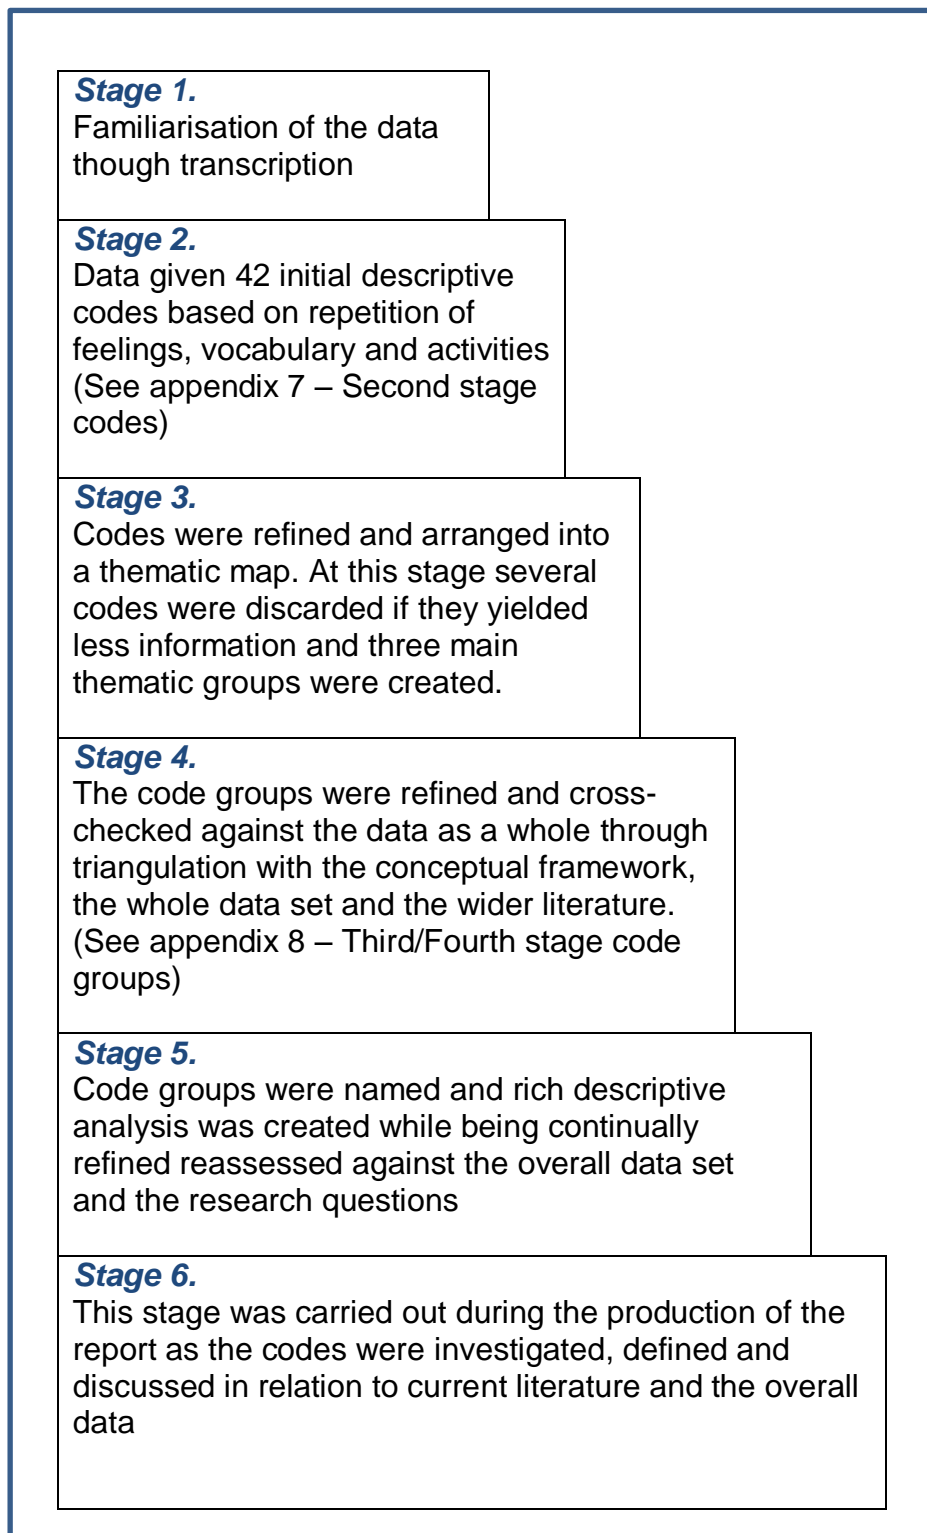 Stage 1.
Familiarisation of the data
though transcription
Stage 2.
Data given 42 initial descriptive
codes based on repetition of
feelings, vocabulary and activities
(See appendix 7 – Second stage
codes)
Stage 3.
Codes were refined and arranged into
a thematic map. At this stage several
codes were discarded if they yielded
less information and three main
thematic groups were created.
Stage 4.
The code groups were refined and cross-
checked against the data as a whole through
triangulation with the conceptual framework,
the whole data set and the wider literature.
(See appendix 8 – Third/Fourth stage code
groups)
Stage 5.
Code groups were named and rich descriptive
analysis was created while being continually
refined reassessed against the overall data set
and the research questions
Stage 6.
This stage was carried out during the production of the
report as the codes were investigated, defined and
discussed in relation to current literature and the overall
data